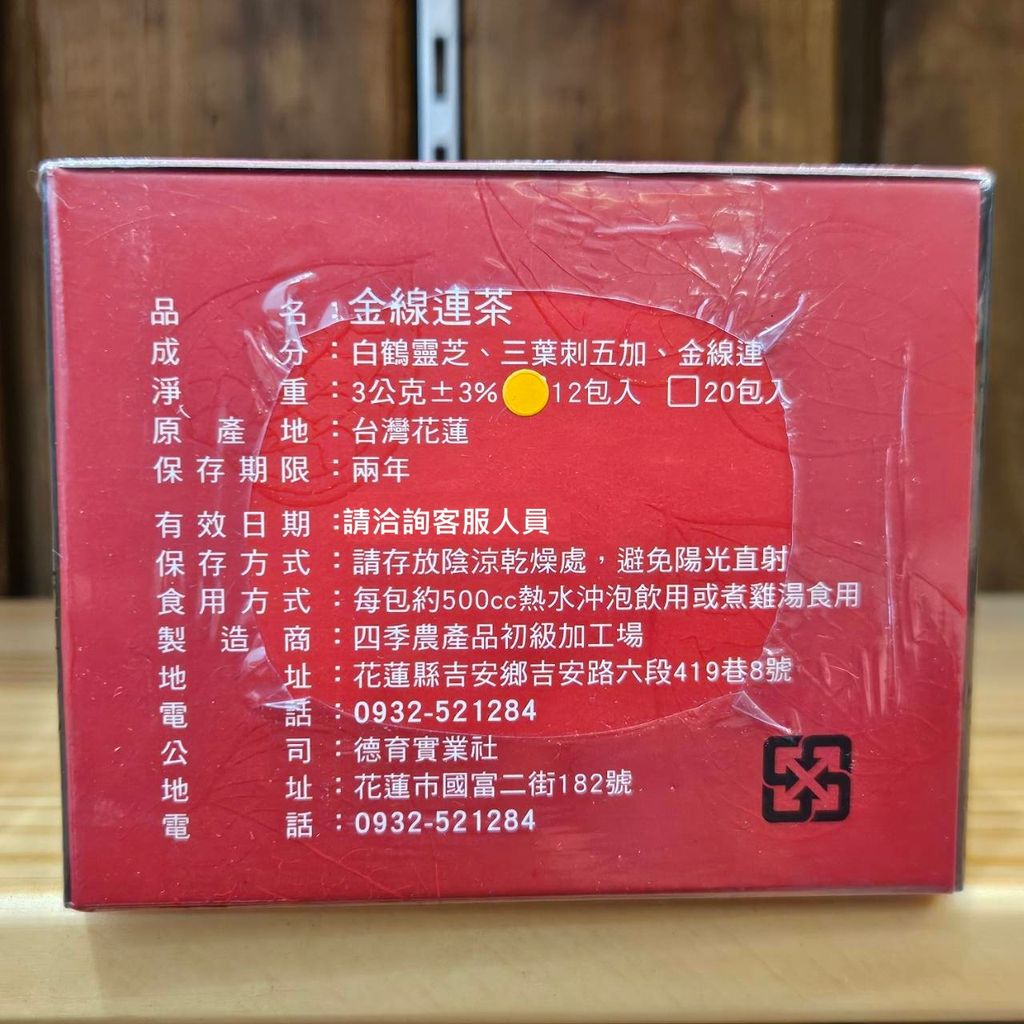 品名：金線連茶
成分：白鶴靈芝、三葉刺五加、金線連
淨重：3公克±3% 12包入 □20包入
原產地：台灣花蓮
保存期限：兩年
有效日期：請洽詢客服人員
保存方式：請存放陰涼乾燥處，避免陽光直射
食用方式：每包約500cc熱水沖泡飲用或煮雞湯食用
製造商：四季農產品初級加工場
地址：花蓮縣吉安鄉吉安路六段419巷8號
電話：0932-521284
公司：德育實業社
地址：花蓮市國富二街182號
電話：0932-521284